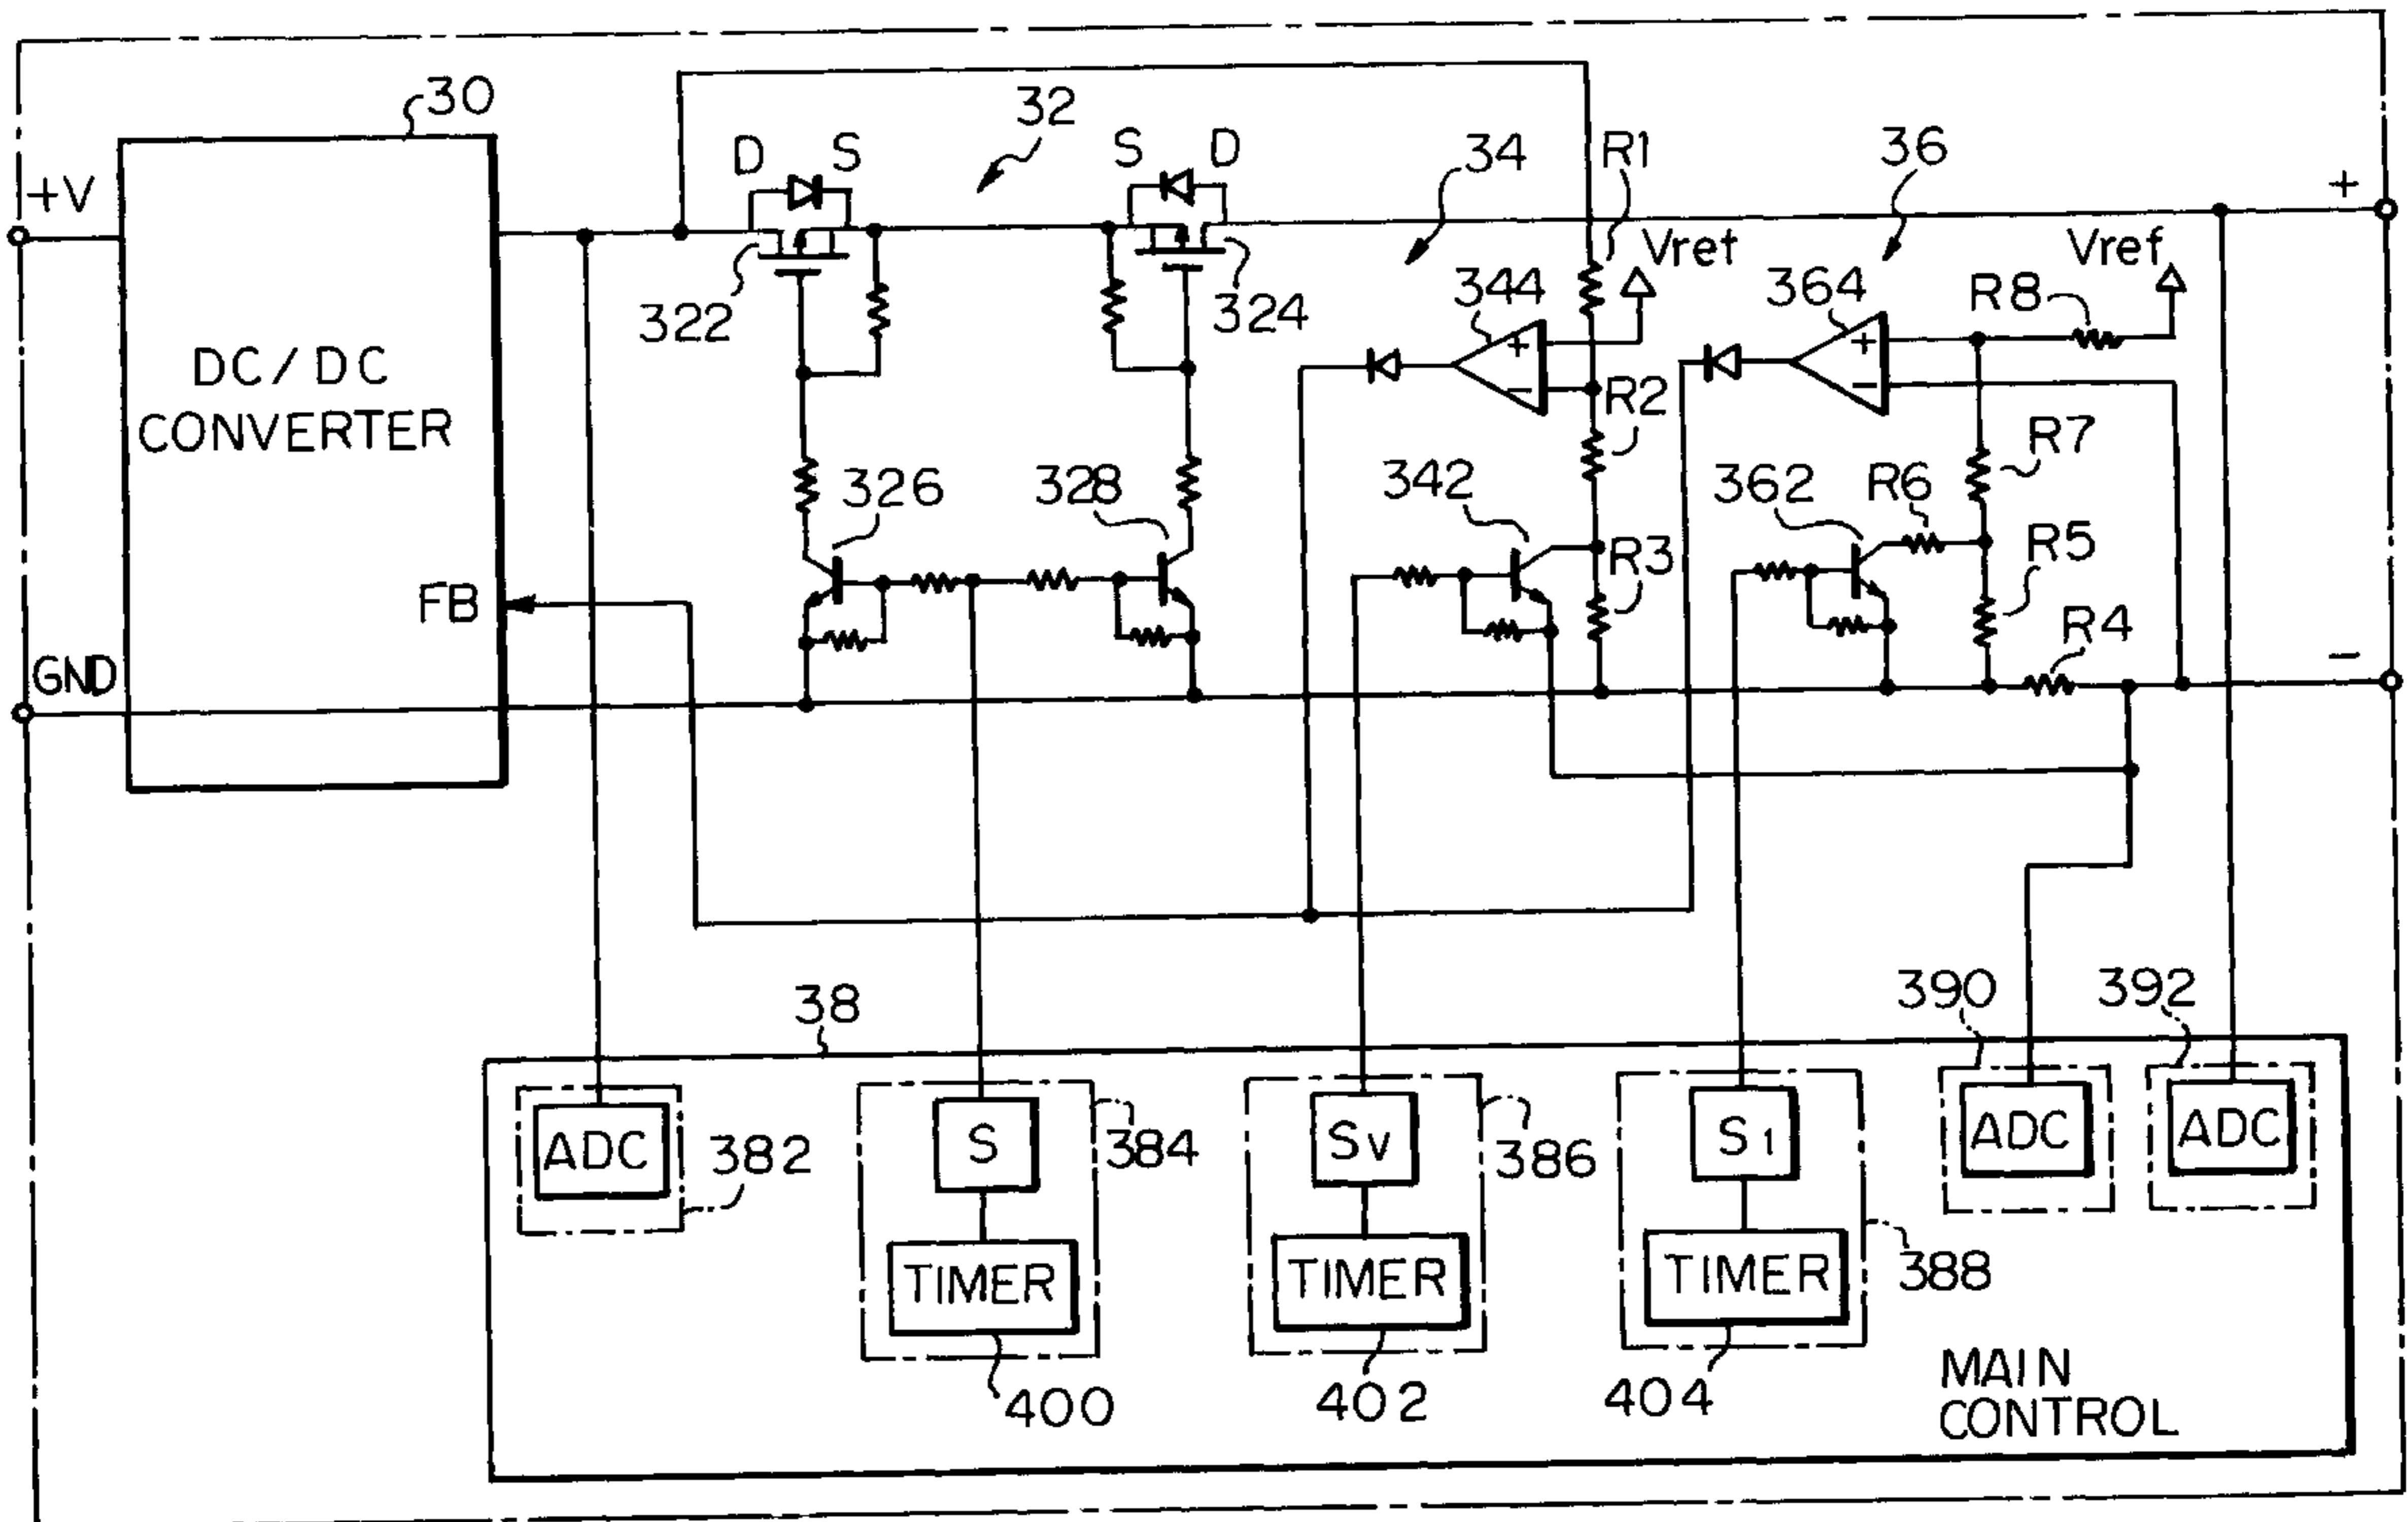 30
32
D S
S D
34
R1
36
+
+V
Vref
Vref
322
324
344
364
R8
DC/DC
CONVERTER
+
−
+
−
R2
R7
326
328
342
362
R6
R5
R3
R4
FB
GND
−
38
390
392
ADC
382
S
384
SV
386
S1
388
ADC
ADC
TIMER
TIMER
TIMER
400
402
404
MAIN
CONTROL